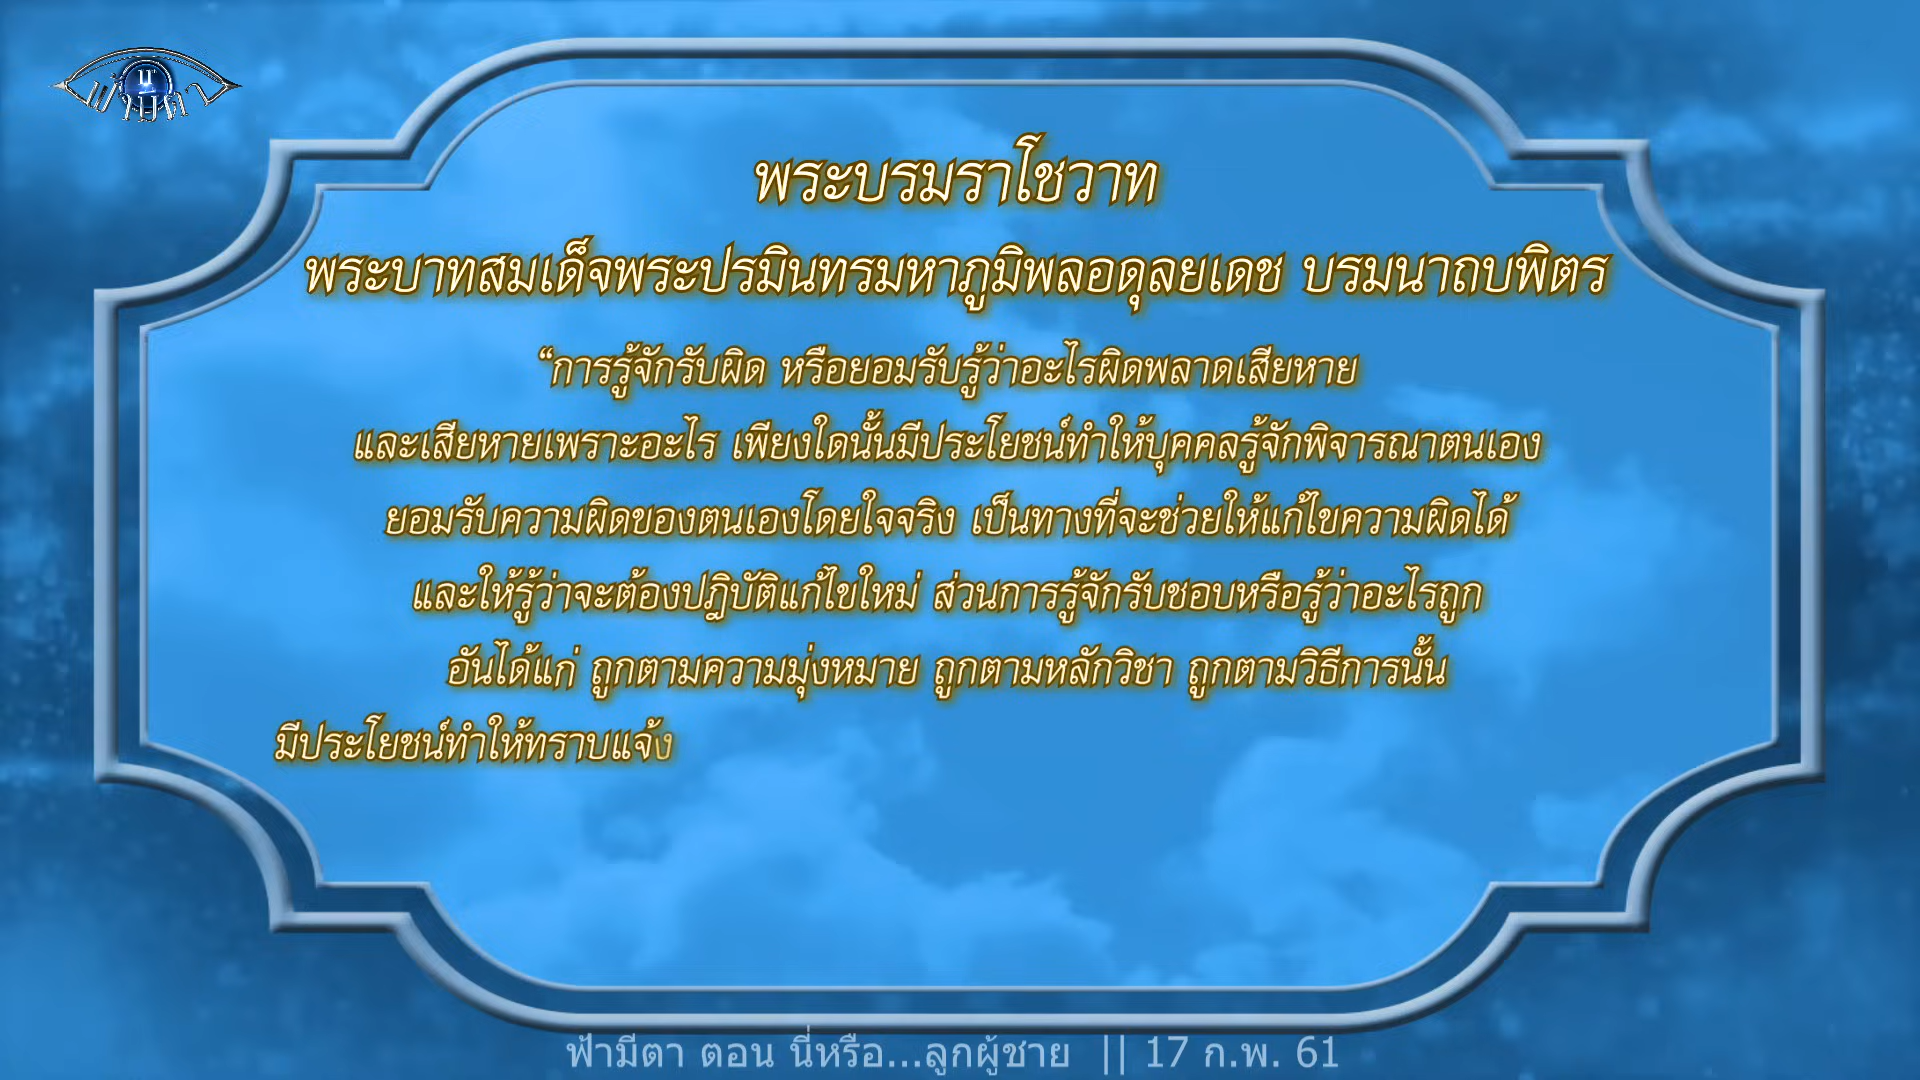 ฟ้ามีตา
พระบรมราโชวาท
พระบาทสมเด็จพระปรมินทรมหาภูมิพลอดุลยเดช บรมนาถบพิตร
“การรู้จักรับผิด หรือยอมรับรู้ว่าอะไรผิดพลาดเสียหาย
และเสียหายเพราะอะไร เพียงใดนั้นมีประโยชน์ทำให้บุคคลรู้จักพิจารณาตนเอง
ยอมรับความผิดของตนเองโดยใจจริง เป็นทางที่จะช่วยให้แก้ไขความผิดได้
และให้รู้ว่าจะต้องปฎิบัติแก้ไขใหม่ ส่วนการรู้จักรับชอบหรือรู้ว่าอะไรถูก
อันได้แก่ ถูกตามความมุ่งหมาย ถูกตามหลักวิชา ถูกตามวิธีการนั้น
มีประโยชน์ทำให้ทราบแจ้ง
ฟ้ามีตา ตอน นี่หรือ...ลูกผู้ชาย || 17 ก.พ. 61